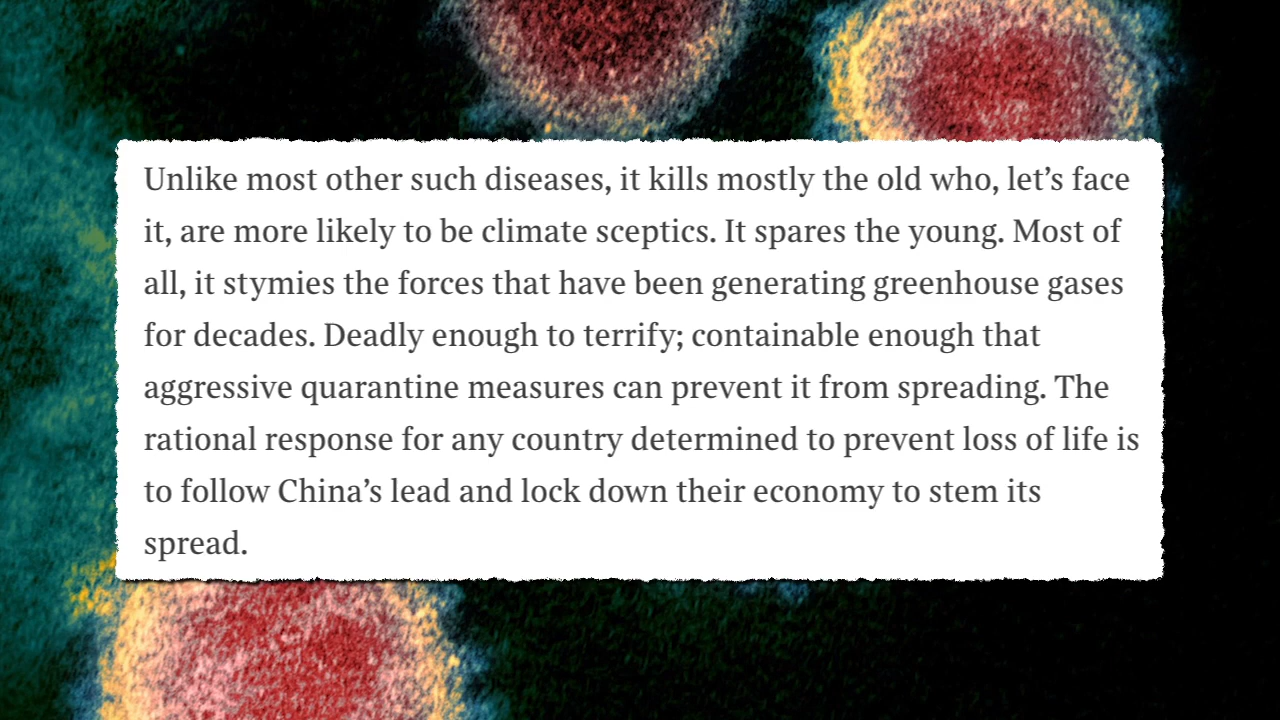 Unlike most other such diseases, it kills mostly the old who, let’s face
it, are more likely to be climate sceptics. It spares the young. Most of
all, it stymies the forces that have been generating greenhouse gases
for decades. Deadly enough to terrify; containable enough that
aggressive quarantine measures can prevent it from spreading. The
rational response for any country determined to prevent loss of life is
to follow China’s lead and lock down their economy to stem its
spread.